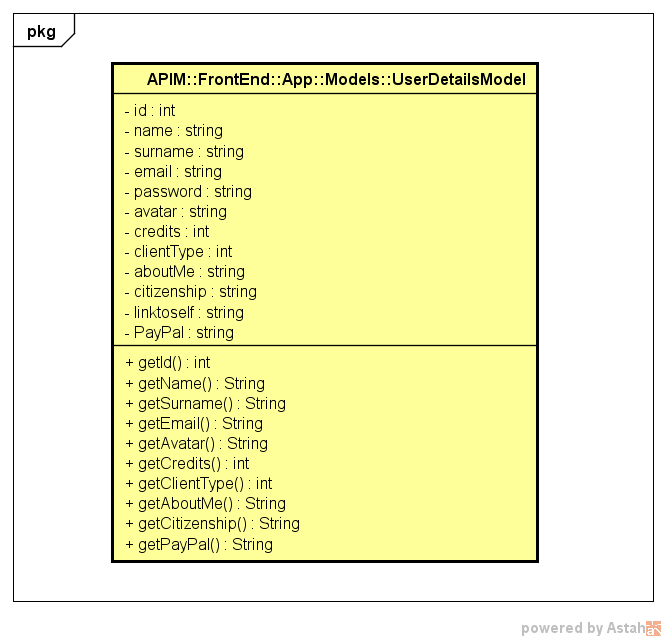 pkg
APIM::FrontEnd::App::Models::UserDetailsModel
- id : int
- name : string
- surname : string
- email : string
- password : string
- avatar : string
- credits : int
- clientType : int
- aboutMe : string
- citizenship : string
- linktoself : string
- PayPal : string
+ getId() : int
+ getName() : String
+ getSurname() : String
+ getEmail() : String
+ getAvatar() : String
+ getCredits() : int
+ getClientType() : int
+ getAboutMe() : String
+ getCitizenship() : String
+ getPayPal() : String
powered by Astah